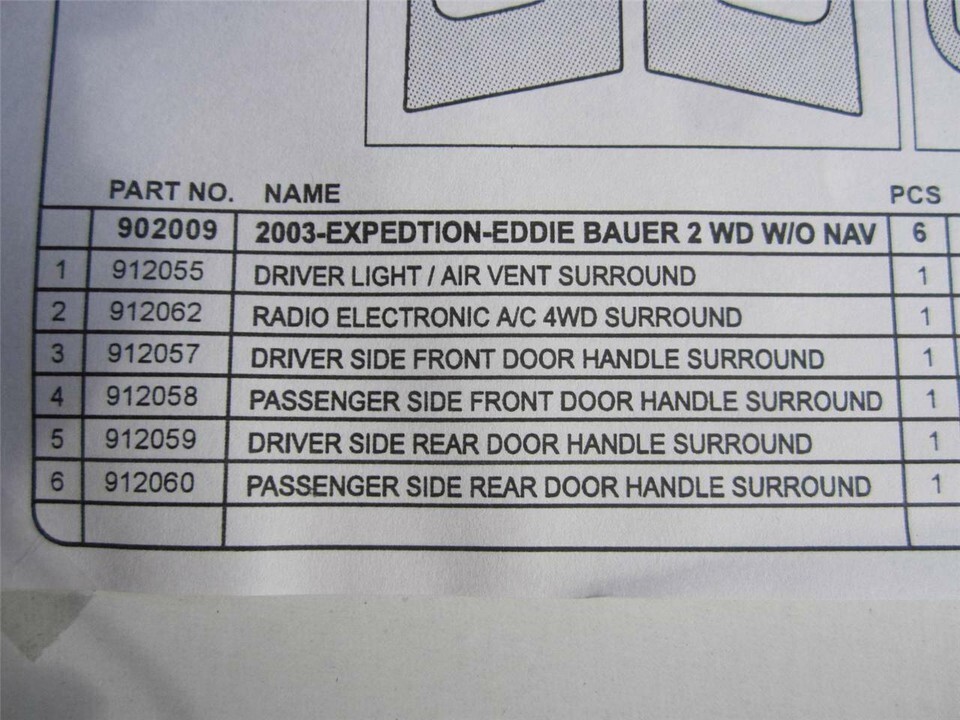 PART NO. NAME PCS
902009 2003-EXPEDTION-EDDIE BAUER 2 WD W/O NAV 6
1 912055 DRIVER LIGHT / AIR VENT SURROUND 1
2 912062 RADIO ELECTRONIC A/C 4WD SURROUND 1
3 912057 DRIVER SIDE FRONT DOOR HANDLE SURROUND 1
4 912058 PASSENGER SIDE FRONT DOOR HANDLE SURROUND 1
5 912059 DRIVER SIDE REAR DOOR HANDLE SURROUND 1
6 912060 PASSENGER SIDE REAR DOOR HANDLE SURROUND 1